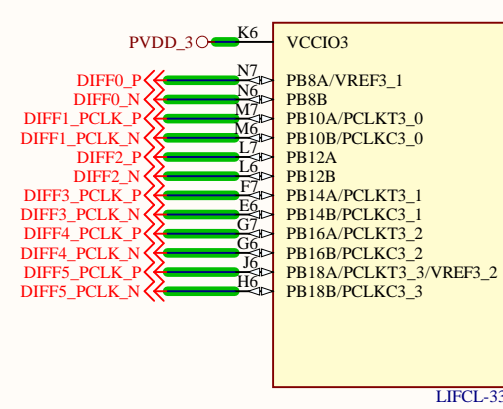 PVDD_3 K6 VCCIO3
DIFF0_P N7 PB8A/VREF3_1
DIFF0_N N6 PB8B
DIFF1_PCLK_P M7 PB10A/PCLKT3_0
DIFF1_PCLK_N M6 PB10B/PCLKC3_0
DIFF2_P L7 PB12A
DIFF2_N L6 PB12B
DIFF3_PCLK_P F7 PB14A/PCLKT3_1
DIFF3_PCLK_N E6 PB14B/PCLKC3_1
DIFF4_PCLK_P G7 PB16A/PCLKT3_2
DIFF4_PCLK_N G6 PB16B/PCLKC3_2
DIFF5_PCLK_P J6 PB18A/PCLKT3_3/VREF3_2
DIFF5_PCLK_N H6 PB18B/PCLKC3_3
LIFCL-33